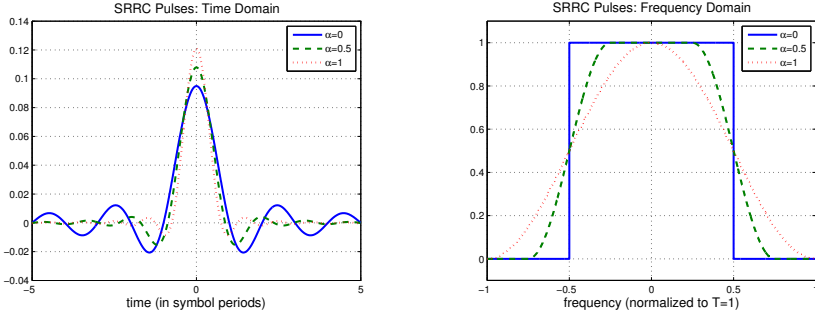 SRRC Pulses: Time Domain
0.14
0.12
0.10
0.08
0.06
0.04
0.02
0
−0.02
−0.04
−5
0
5
time (in symbol periods)
α=0
α=0.5
α=1
SRRC Pulses: Frequency Domain
1
0.8
0.6
0.4
0.2
0
−1
−0.5
0
0.5
1
frequency (normalized to T=1)
α=0
α=0.5
α=1